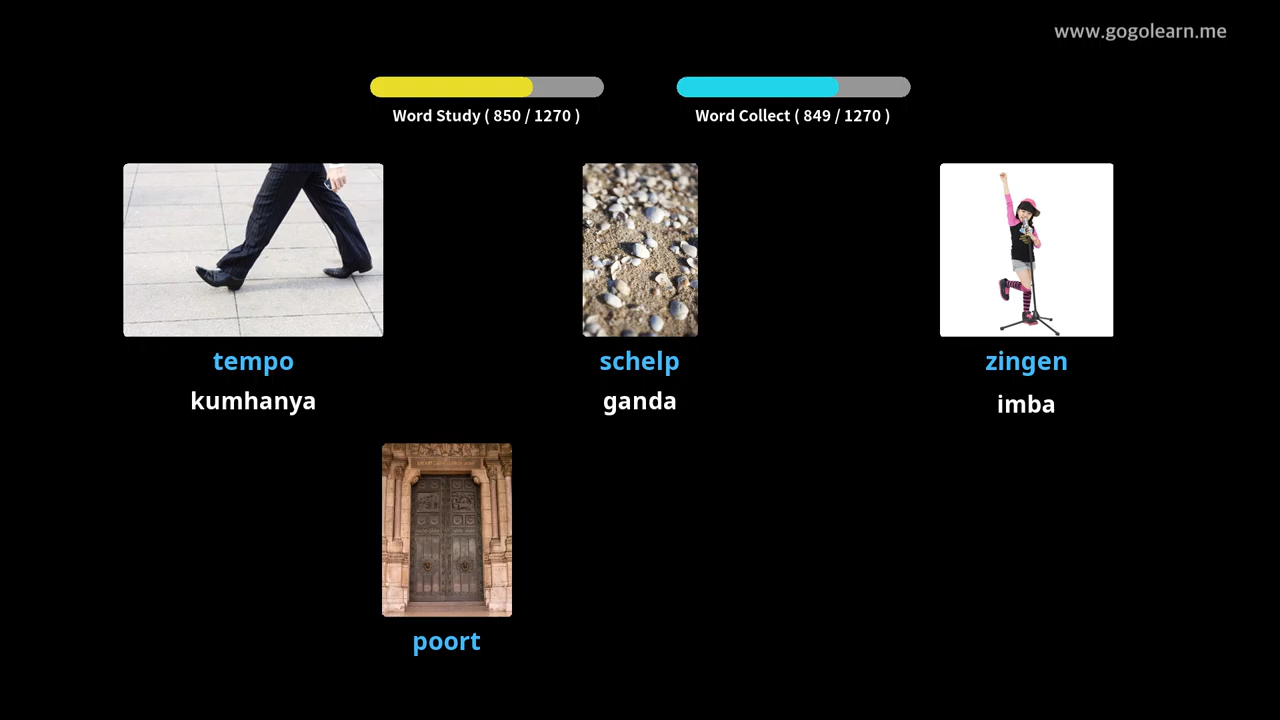 www.gogolearn.me
Word Study ( 850 / 1270 )
Word Collect ( 849 / 1270 )
tempo
schelp
zingen
kumhanya
ganda
imba
poort